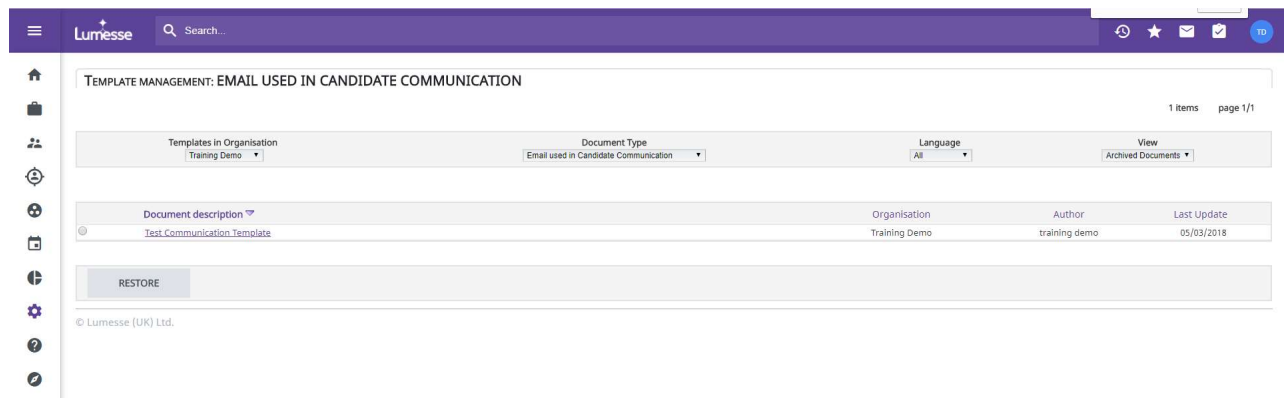 Lumesse
Search...
TD
TEMPLATE MANAGEMENT: EMAIL USED IN CANDIDATE COMMUNICATION
1 items page 1/1
Templates in Organisation Document Type Language View
Training Demo Email used in Candidate Communication All Archived Documents
Document description Organisation Author Last Update
Test Communication Template Training Demo training demo 05/03/2018
RESTORE
© Lumesse (UK) Ltd.